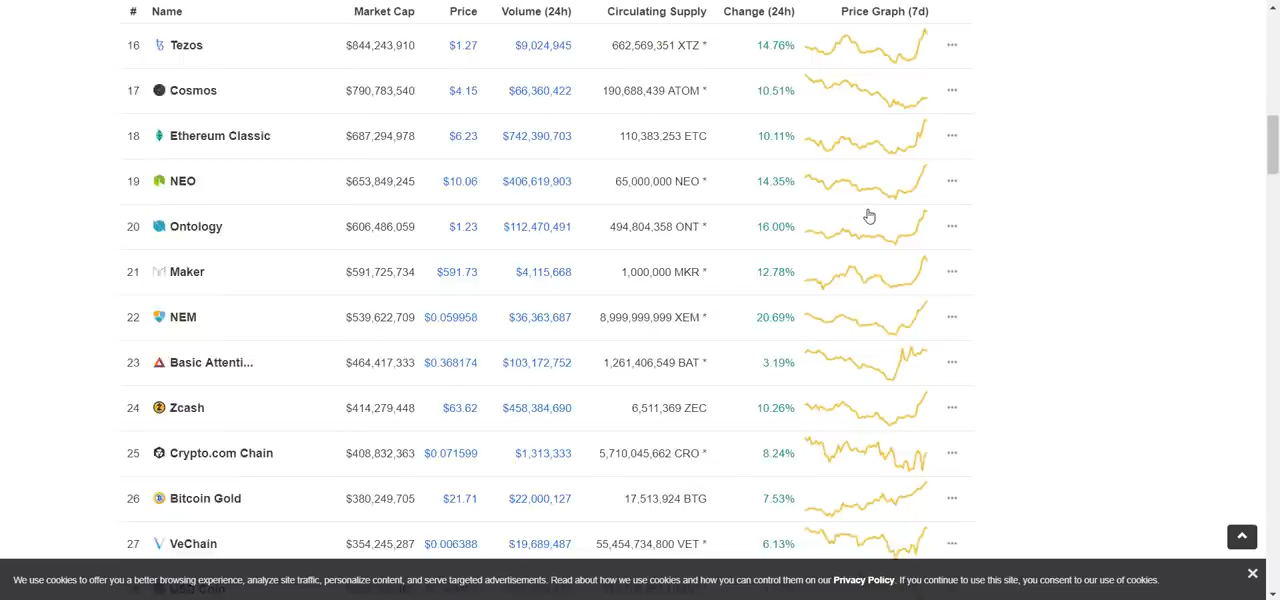 # Name Market Cap Price Volume (24h) Circulating Supply Change (24h) Price Graph (7d)
16 Tezos $844,243,910 $1.27 $9,024,945 662,569,351 XTZ * 14.76%
17 Cosmos $790,783,540 $4.15 $66,360,422 190,688,439 ATOM * 10.51%
18 Ethereum Classic $687,294,978 $6.23 $742,390,703 110,383,253 ETC 10.11%
19 NEO $653,849,245 $10.06 $406,619,903 65,000,000 NEO * 14.35%
20 Ontology $606,486,059 $1.23 $112,470,491 494,804,358 ONT * 16.00%
21 Maker $591,725,734 $591.73 $4,115,668 1,000,000 MKR * 12.78%
22 NEM $539,622,709 $0.059958 $36,363,687 8,999,999,999 XEM * 20.69%
23 Basic Attenti... $464,417,333 $0.368174 $103,172,752 1,261,406,549 BAT * 3.19%
24 Zcash $414,279,448 $63.62 $458,384,690 6,511,369 ZEC 10.26%
25 Crypto.com Chain $408,832,363 $0.071599 $1,313,333 5,710,045,662 CRO * 8.24%
26 Bitcoin Gold $380,249,705 $21.71 $22,000,127 17,513,924 BTG 7.53%
27 VeChain $354,245,287 $0.006388 $19,689,487 55,454,734,800 VET * 6.13%
We use cookies to offer you a better browsing experience, analyze site traffic, personalize content, and serve targeted advertisements. Read about how we use cookies and how you can control them on our Privacy Policy. If you continue to use this site, you consent to our use of cookies.